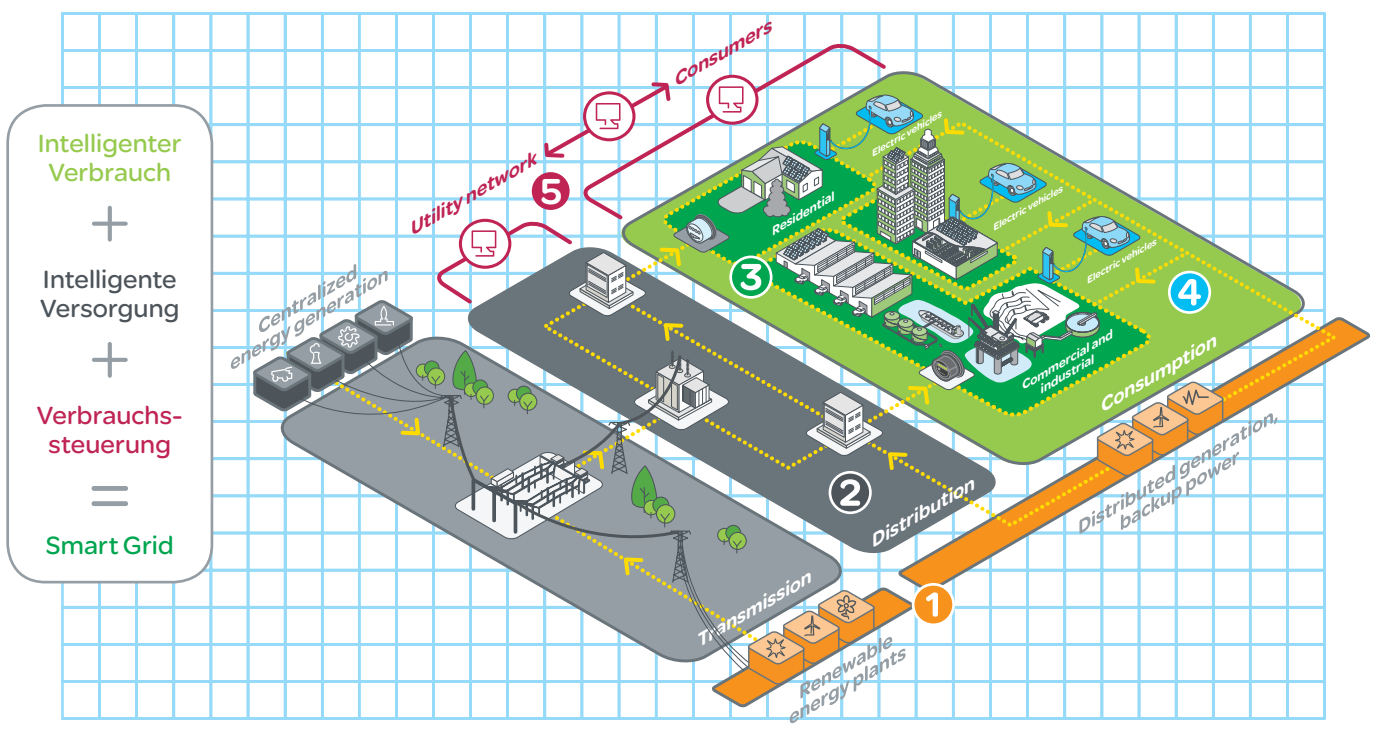 Intelligenter
Verbrauch
+
Intelligente
Versorgung
+
Verbrauchs-
steuerung
=
Smart Grid
Consumers
Utility network
5
Centralized
energy generation
Electric vehicles
Electric vehicles
Electric vehicles
Residential
3
4
Commercial and
industrial
Consumption
2
Distribution
Distributed generation,
backup power
1
Transmission
Renewable
energy plants